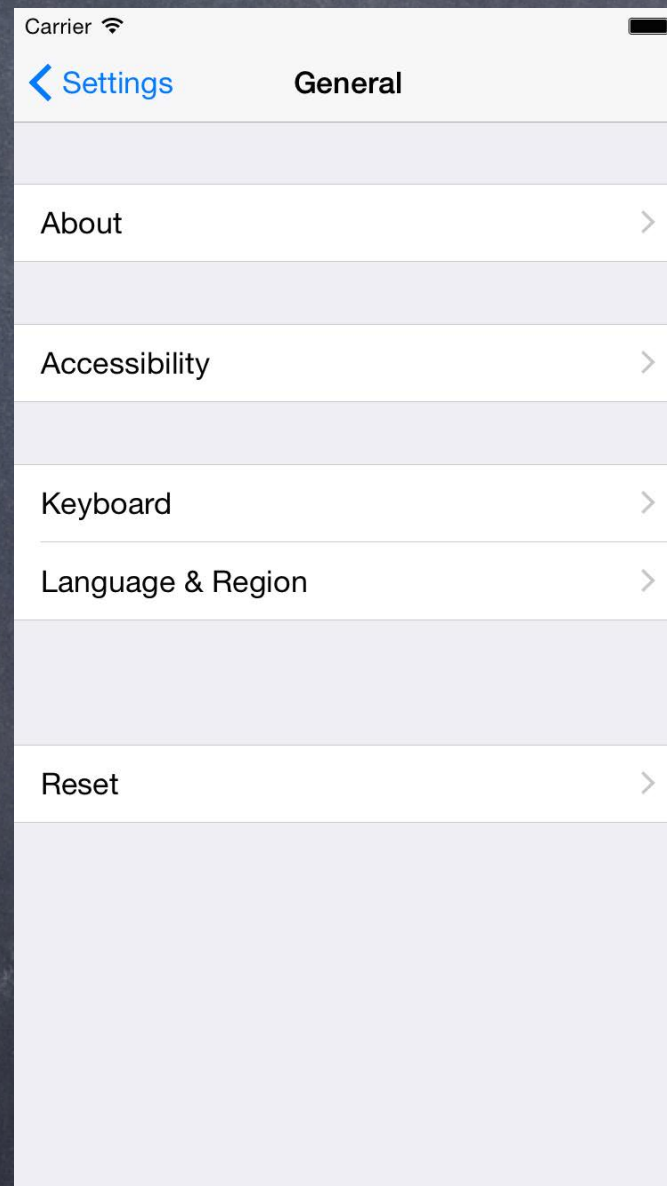 Carrier
Settings General
About
Accessibility
Keyboard
Language & Region
Reset